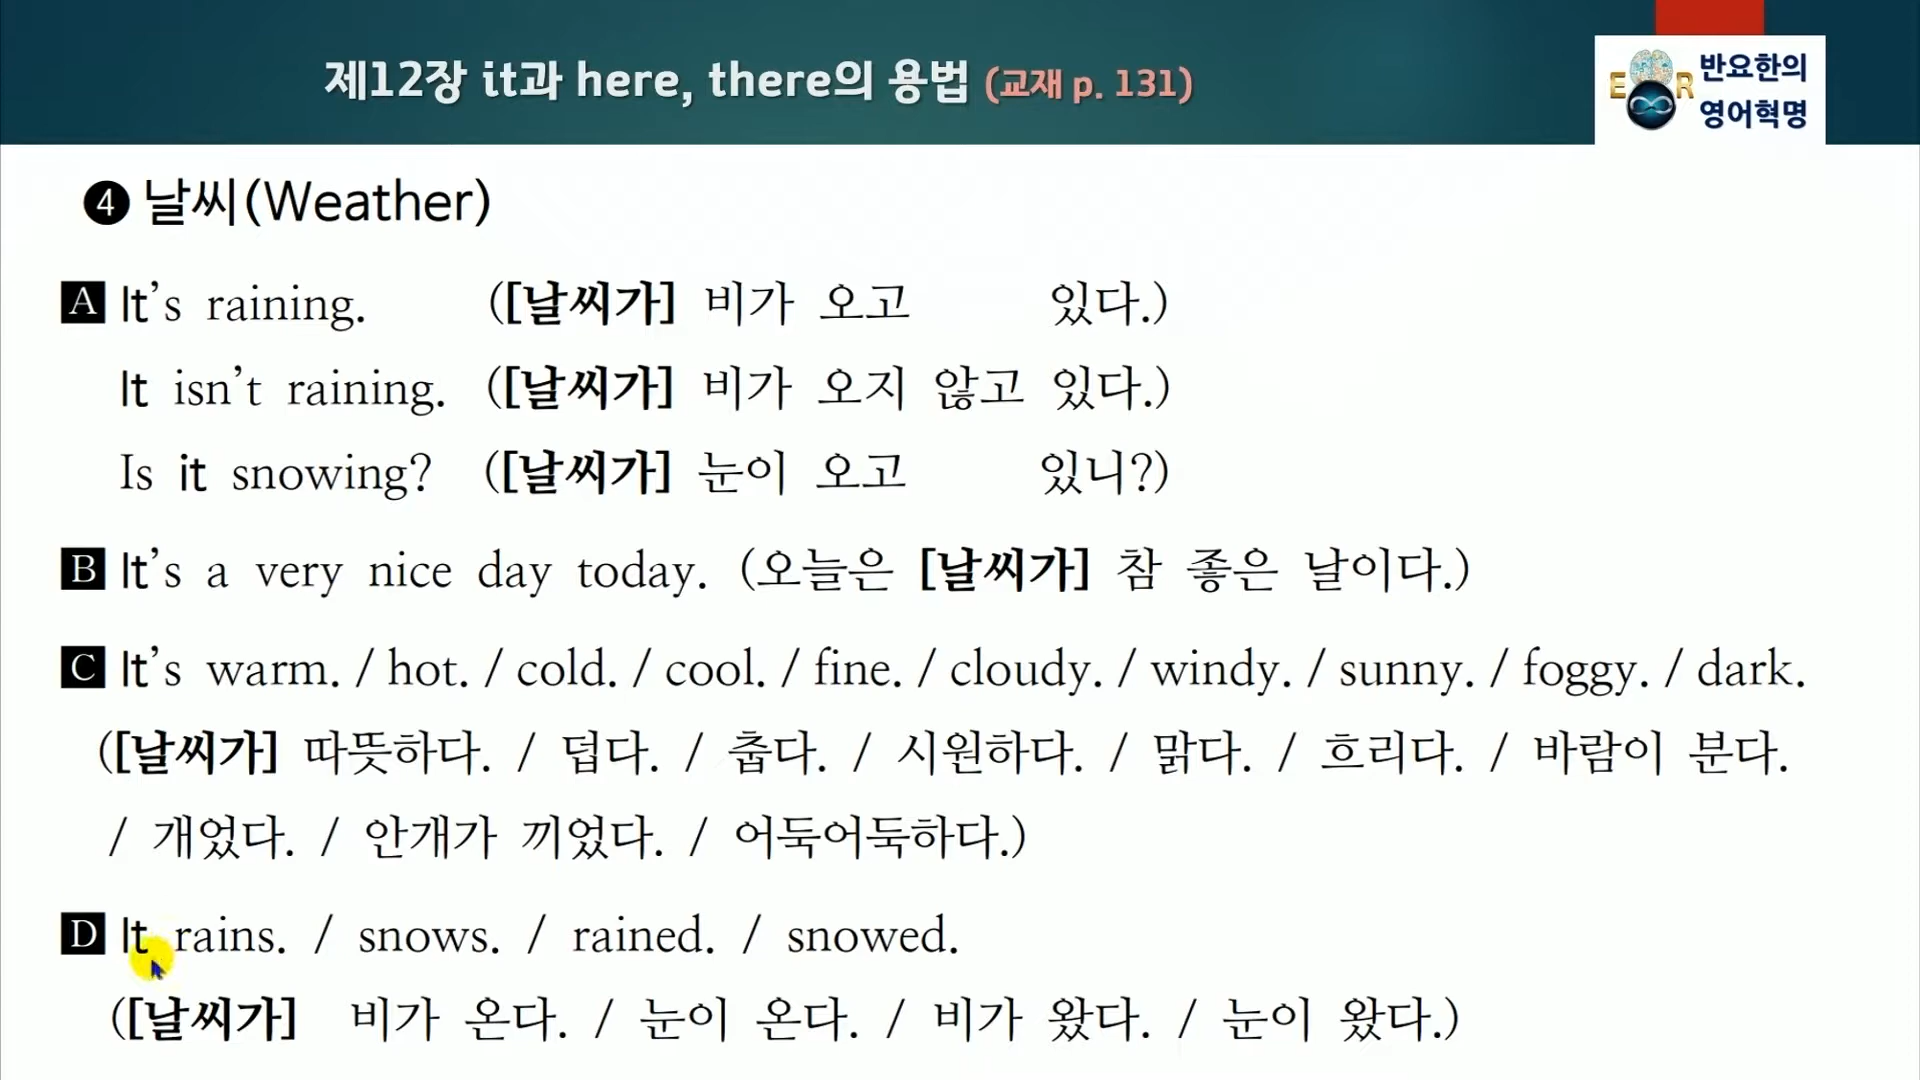 제12장 it과 here, there의 용법 (교재 p. 131)
E R 반요한의
영어혁명
❹ 날씨(Weather)
A It’s raining. ([날씨가] 비가 오고 있다.)
It isn’t raining. ([날씨가] 비가 오지 않고 있다.)
Is it snowing? ([날씨가] 눈이 오고 있니?)
B It’s a very nice day today. (오늘은 [날씨가] 참 좋은 날이다.)
C It’s warm. / hot. / cold. / cool. / fine. / cloudy. / windy. / sunny. / foggy. / dark.
([날씨가] 따뜻하다. / 덥다. / 춥다. / 시원하다. / 맑다. / 흐리다. / 바람이 분다.
/ 개었다. / 안개가 끼었다. / 어둑어둑하다.)
D It rains. / snows. / rained. / snowed.
([날씨가] 비가 온다. / 눈이 온다. / 비가 왔다. / 눈이 왔다.)